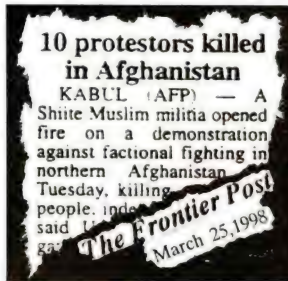 10 protestors killed
in Afghanistan
KABUL (AFP) — A
Shiite Muslim militia opened
fire on a demonstration
against factional fighting in
northern Afghanistan
Tuesday, killing
people,
said
The Frontier Post
March 25,1998